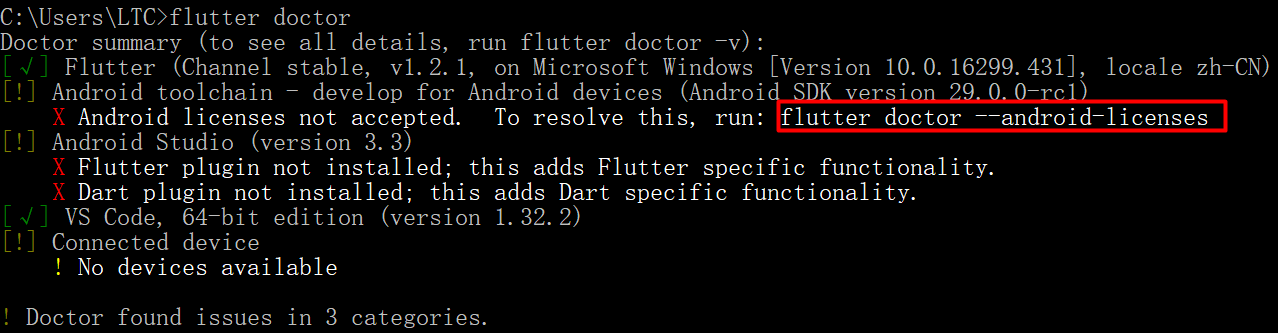 C:\Users\LTC>flutter doctor
Doctor summary (to see all details, run flutter doctor -v):
[√] Flutter (Channel stable, v1.2.1, on Microsoft Windows [Version 10.0.16299.431], locale zh-CN)
[!] Android toolchain - develop for Android devices (Android SDK version 29.0.0-rc1)
X Android licenses not accepted.  To resolve this, run: flutter doctor --android-licenses
[!] Android Studio (version 3.3)
X Flutter plugin not installed; this adds Flutter specific functionality.
X Dart plugin not installed; this adds Dart specific functionality.
[√] VS Code, 64-bit edition (version 1.32.2)
[!] Connected device
! No devices available
! Doctor found issues in 3 categories.